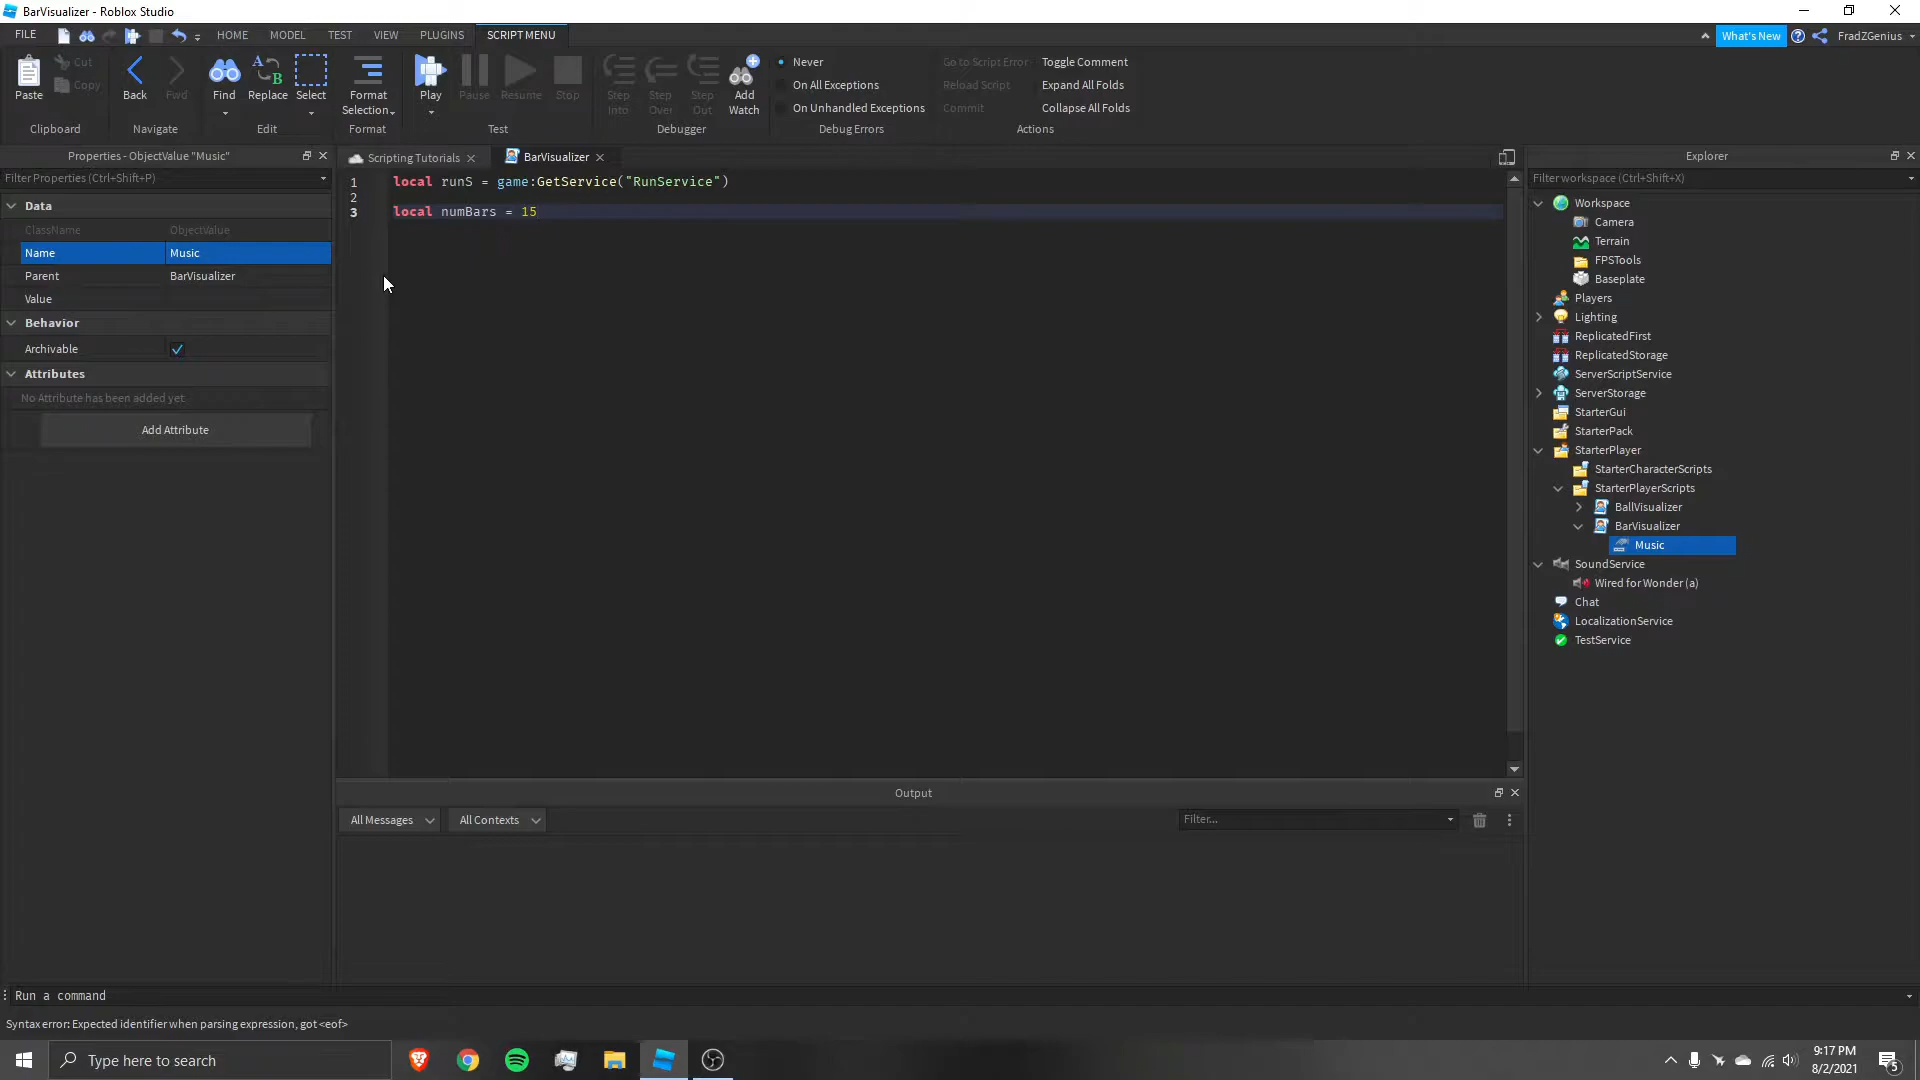 BarVisualizer - Roblox Studio
FILE HOME MODEL TEST VIEW PLUGINS SCRIPT MENU What's New FradZGenius
Paste Cut Copy Back Fwd Find Replace Select Format Selection Play Pause Resume Stop Step Into Step Over Step Out Add Watch
Never Go to Script Error Toggle Comment
On All Exceptions Reload Script Expand All Folds
On Unhandled Exceptions Commit Collapse All Folds
Clipboard Navigate Edit Format Test Debugger Debug Errors Actions
Properties - ObjectValue "Music"
Filter Properties (Ctrl+Shift+P)
Data
ClassName ObjectValue
Name Music
Parent BarVisualizer
Value
Behavior
Archivable
Attributes
No Attribute has been added yet.
Add Attribute
Scripting Tutorials BarVisualizer
1 local runS = game:GetService("RunService")
2
3 local numBars = 15
Output
All Messages All Contexts Filter...
Explorer
Filter workspace (Ctrl+Shift+X)
Workspace
Camera
Terrain
FPSTools
Baseplate
Players
Lighting
ReplicatedFirst
ReplicatedStorage
ServerScriptService
ServerStorage
StarterGui
StarterPack
StarterPlayer
StarterCharacterScripts
StarterPlayerScripts
BallVisualizer
BarVisualizer
Music
SoundService
Wired for Wonder (a)
Chat
LocalizationService
TestService
Run a command
Syntax error: Expected identifier when parsing expression, got <eof>
Type here to search
9:17 PM
8/2/2021
5